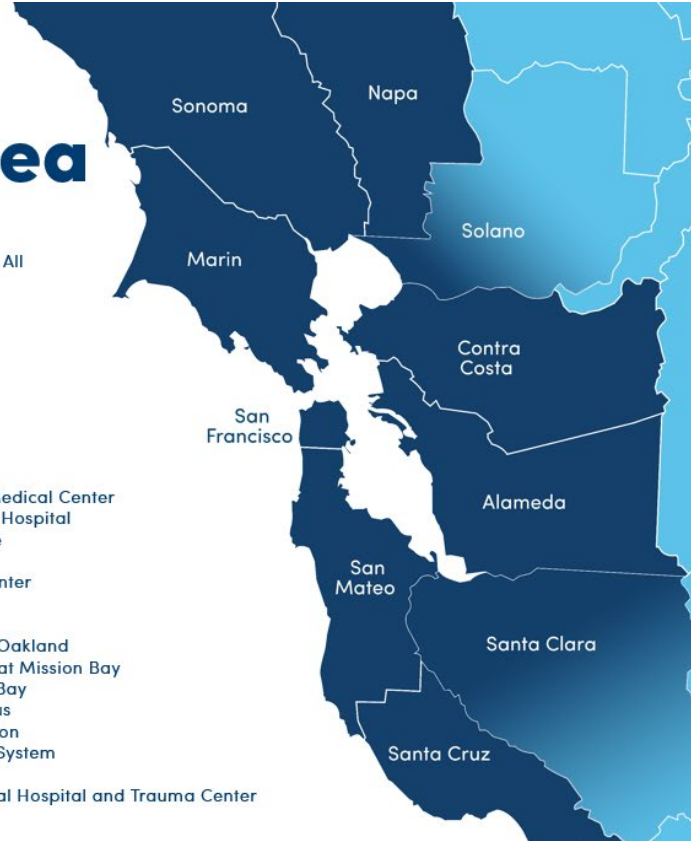 Sonoma
Napa
ea
Solano
All
Marin
Contra
Costa
San
Francisco
edical Center
Hospital
Alameda
nter
San
Mateo
Oakland
at Mission Bay
Bay
us
on
System
Santa Clara
Santa Cruz
al Hospital and Trauma Center